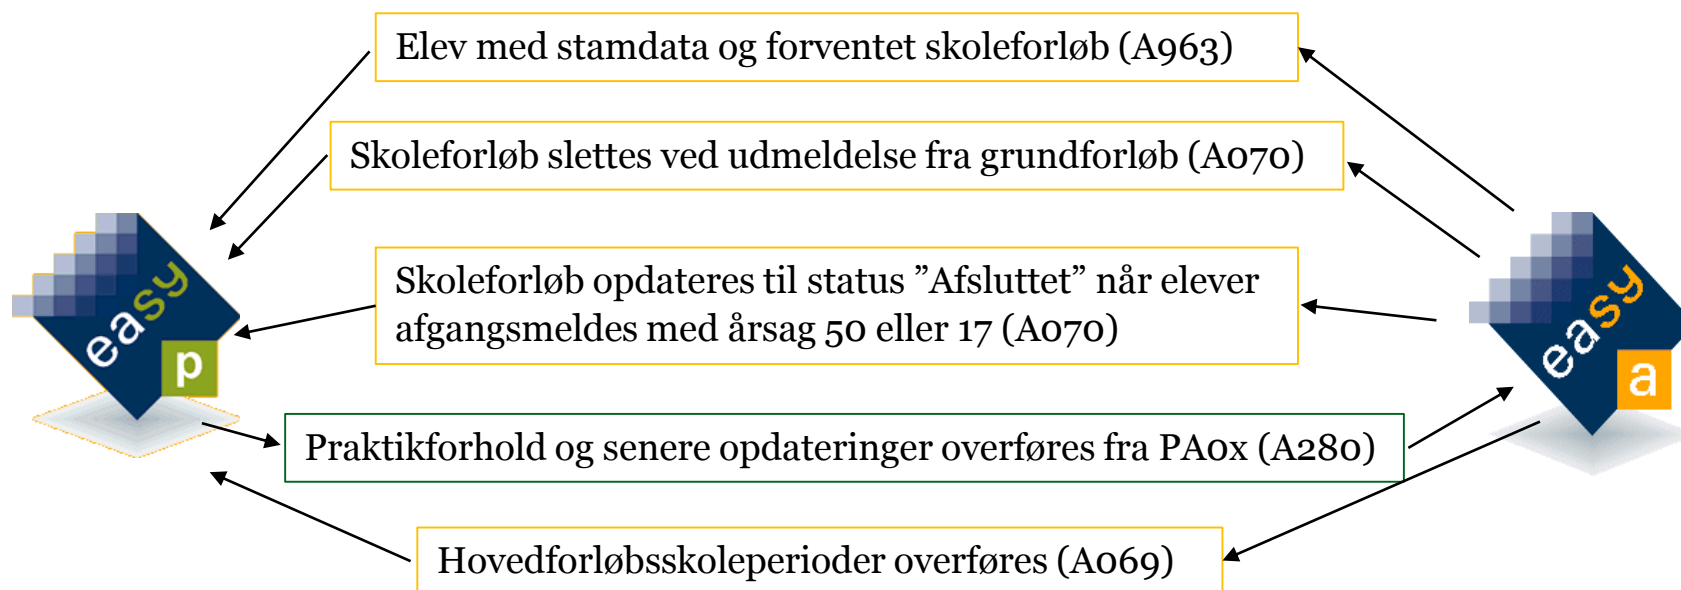 Elev med stamdata og forventet skoleforløb (A963)
Skoleforløb slettes ved udmeldelse fra grundforløb (A070)
Skoleforløb opdateres til status ”Afsluttet” når elever
afgangsmeldes med årsag 50 eller 17 (A070)
easy
p
easy
a
Praktikforhold og senere opdateringer overføres fra PA0x (A280)
Hovedforløbsskoleperioder overføres (A069)